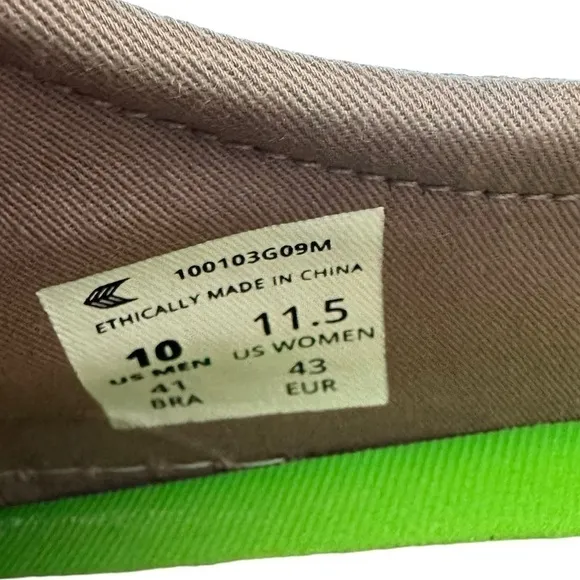 100103G09M
ETHICALLY MADE IN CHINA
10 11.5
US MEN US WOMEN
41 43
BRA EUR